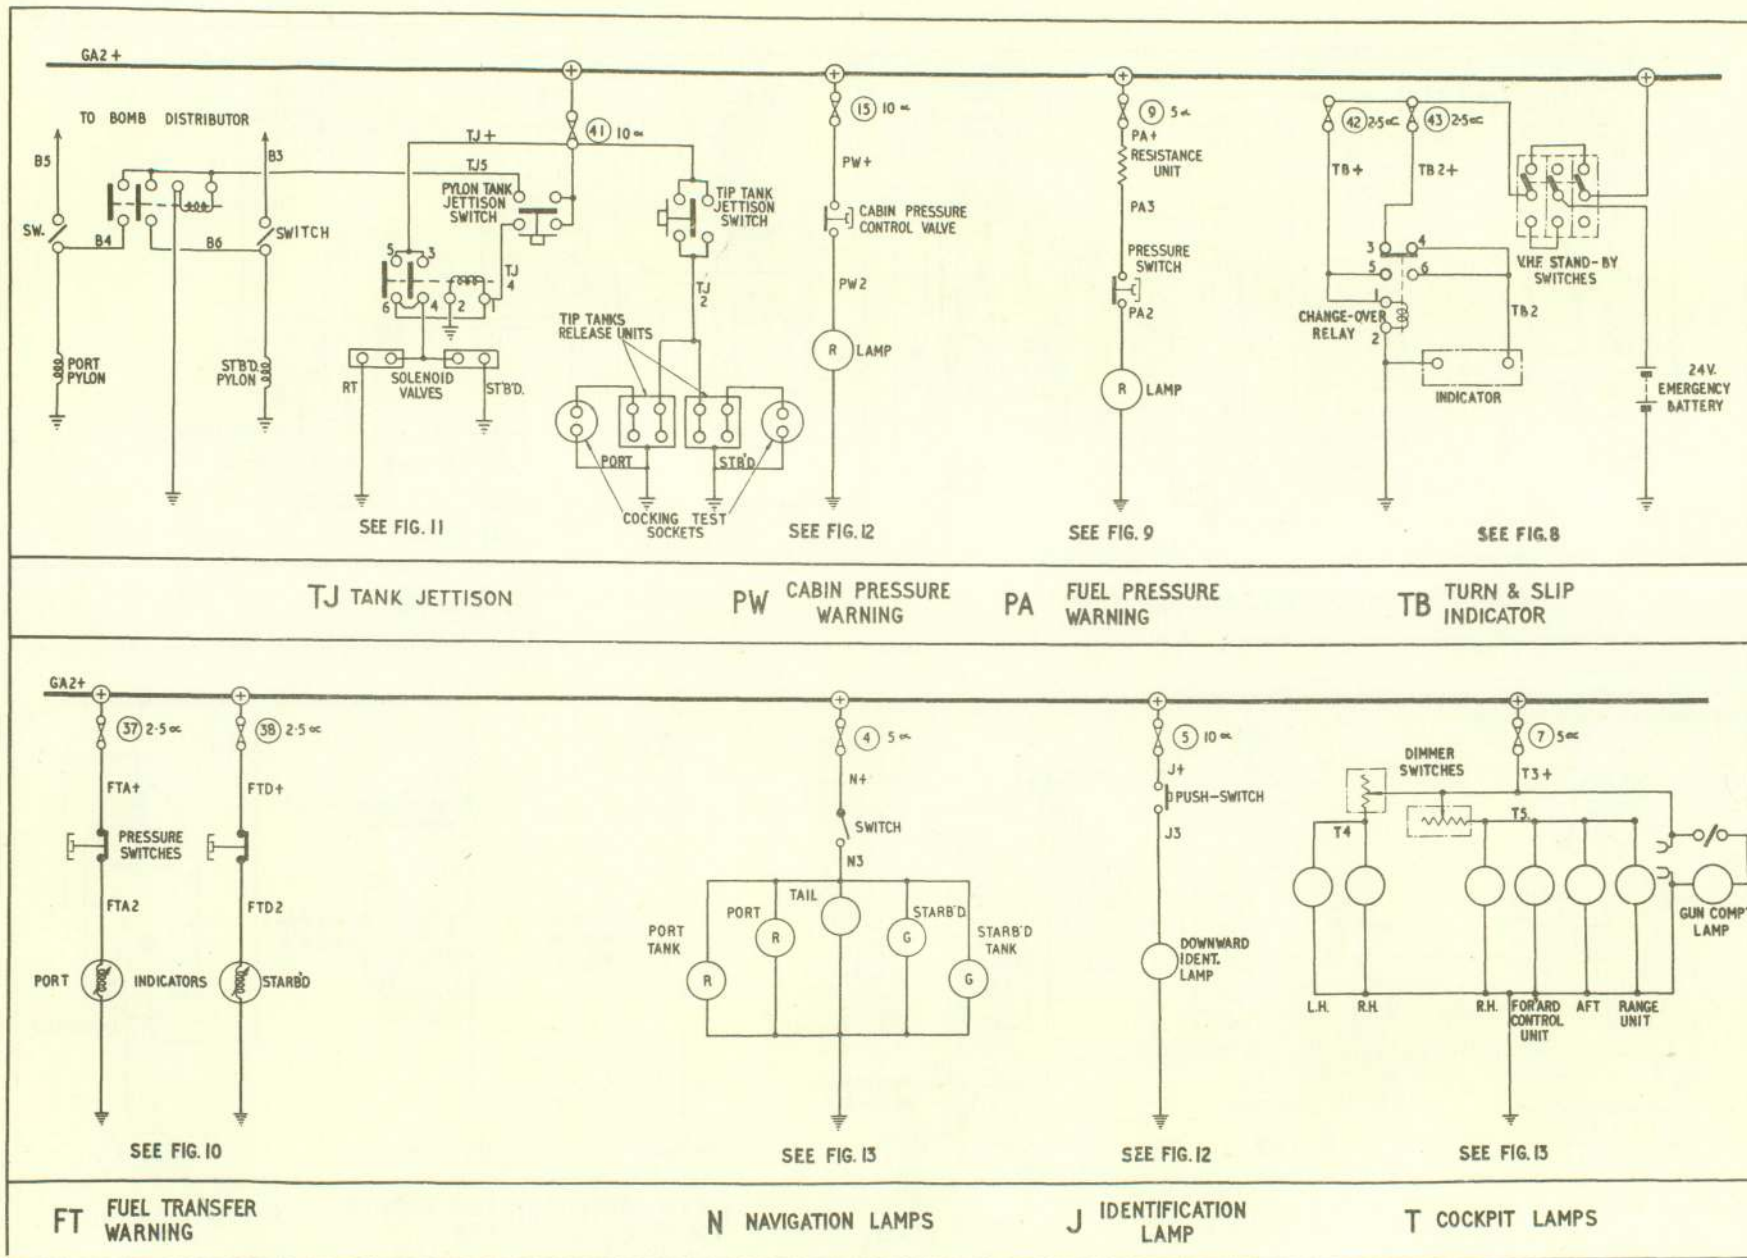 GA2+
TO BOMB DISTRIBUTOR
B5
B3
SW.
B4
B6
SWITCH
PORT
PYLON
STB'D.
PYLON
TJ+
TJ5
41
10∝
PYLON TANK
JETTISON
SWITCH
TIP TANK
JETTISON
SWITCH
5
3
6
4
2
1
TJ
4
TJ
2
RT
SOLENOID
VALVES
STB'D.
TIP TANKS
RELEASE UNITS
PORT
STB'D
COCKING TEST
SOCKETS
SEE FIG. 11
15
10∝
PW+
CABIN PRESSURE
CONTROL VALVE
PW2
R
LAMP
SEE FIG. 12
9
5∝
PA+
RESISTANCE
UNIT
PA3
PRESSURE
SWITCH
PA2
R
LAMP
SEE FIG. 9
42
2·5∝
43
2·5∝
TB+
TB2+
3
4
5
6
1
2
CHANGE-OVER
RELAY
V.H.F. STAND-BY
SWITCHES
TB2
INDICATOR
24V.
EMERGENCY
BATTERY
SEE FIG. 8
TJ TANK JETTISON
PW CABIN PRESSURE
WARNING
PA FUEL PRESSURE
WARNING
TB TURN & SLIP
INDICATOR
GA2+
37
2·5∝
38
2·5∝
FTA+
FTD+
PRESSURE
SWITCHES
FTA2
FTD2
PORT
INDICATORS
STARB'D
SEE FIG. 10
4
5∝
N+
SWITCH
N3
TAIL
PORT
TANK
R
PORT
R
STARB'D.
G
STARB'D
TANK
G
SEE FIG. 13
5
10∝
J+
PUSH-SWITCH
J3
DOWNWARD
IDENT.
LAMP
SEE FIG. 12
7
5∝
DIMMER
SWITCHES
T3+
T4
T5.
GUN COMPT
LAMP
L.H.
R.H.
R.H.
FOR'ARD
CONTROL
UNIT
AFT
RANGE
UNIT
SEE FIG. 13
FT FUEL TRANSFER
WARNING
N NAVIGATION LAMPS
J IDENTIFICATION
LAMP
T COCKPIT LAMPS